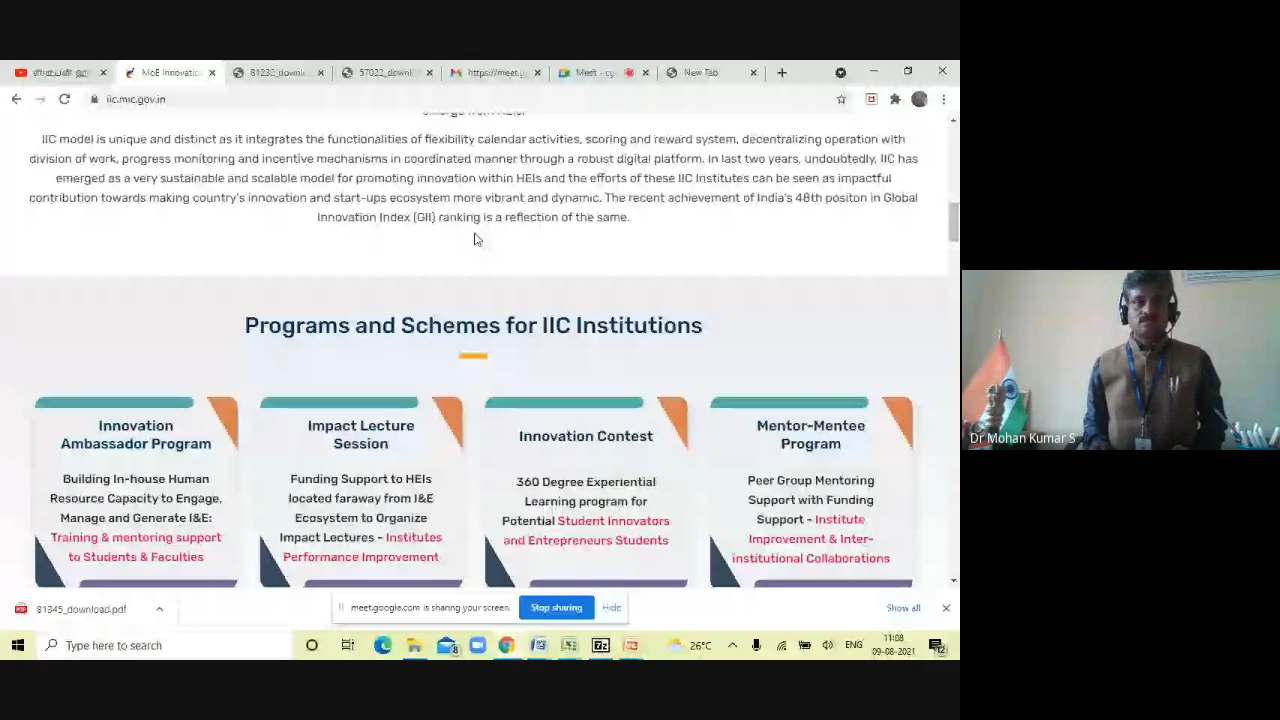 MoE Innovatio
81232_downl
57022_downl
https://meet.g
Meet - cy
New Tab
iic.mic.gov.in
IIC model is unique and distinct as it integrates the functionalities of flexibility calendar activities, scoring and reward system, decentralizing operation with
division of work, progress monitoring and incentive mechanisms in coordinated manner through a robust digital platform. In last two years, undoubtedly, IIC has
emerged as a very sustainable and scalable model for promoting innovation within HEIs and the efforts of these IIC Institutes can be seen as impactful
contribution towards making country's innovation and start-ups ecosystem more vibrant and dynamic. The recent achievement of India's 48th positon in Global
Innovation Index (GII) ranking is a reflection of the same.
Programs and Schemes for IIC Institutions
Innovation
Ambassador Program
Building In-house Human
Resource Capacity to Engage,
Manage and Generate I&E:
Training & mentoring support
to Students & Faculties
Impact Lecture
Session
Funding Support to HEIs
located faraway from I&E
Ecosystem to Organize
Impact Lectures - Institutes
Performance Improvement
Innovation Contest
360 Degree Experiential
Learning program for
Potential Student Innovators
and Entrepreneurs Students
Mentor-Mentee
Program
Peer Group Mentoring
Support with Funding
Support - Institute
Improvement & Inter-
institutional Collaborations
Dr Mohan Kumar S
81345_download.pdf
meet.google.com is sharing your screen.
Stop sharing
Hide
Show all
Type here to search
8
26°C
ENG
11:08
09-08-2021
12